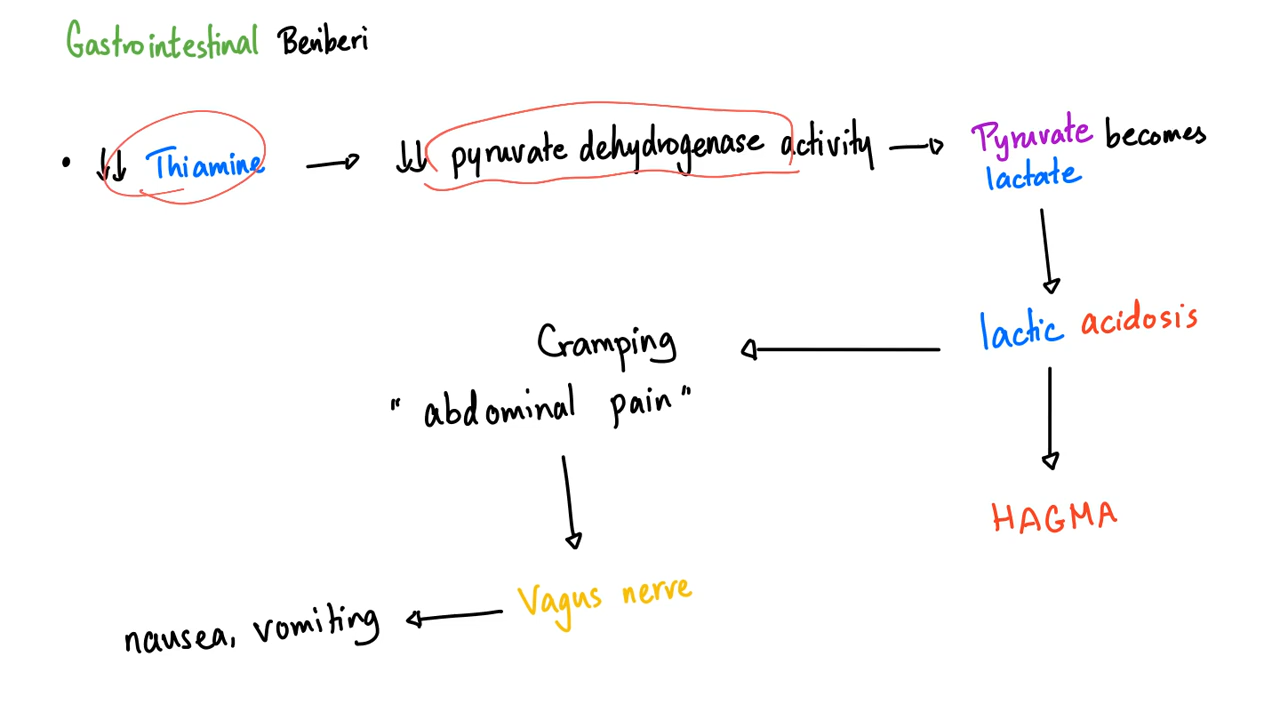 Gastrointestinal Beriberi
• ↓↓ Thiamine → ↓↓ pyruvate dehydrogenase activity → Pyruvate becomes
lactate
lactic acidosis
Cramping
"abdominal pain"
HAGMA
Vagus nerve
nausea, vomiting